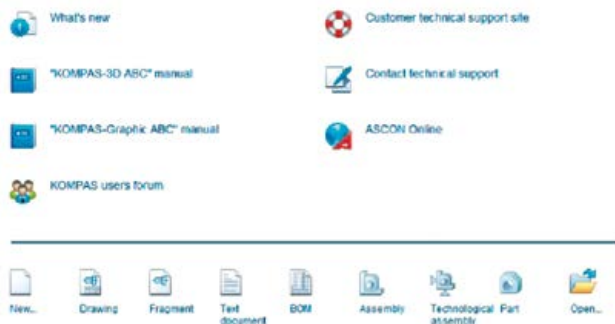 What's new
Customer technical support site
"KOMPAS-3D ABC" manual
Contact technical support
"KOMPAS-Graphic ABC" manual
ASCON Online
KOMPAS users forum
New...
Drawing
Fragment
Text
document
BOM
Assembly
Technological
assembly
Part
Open...